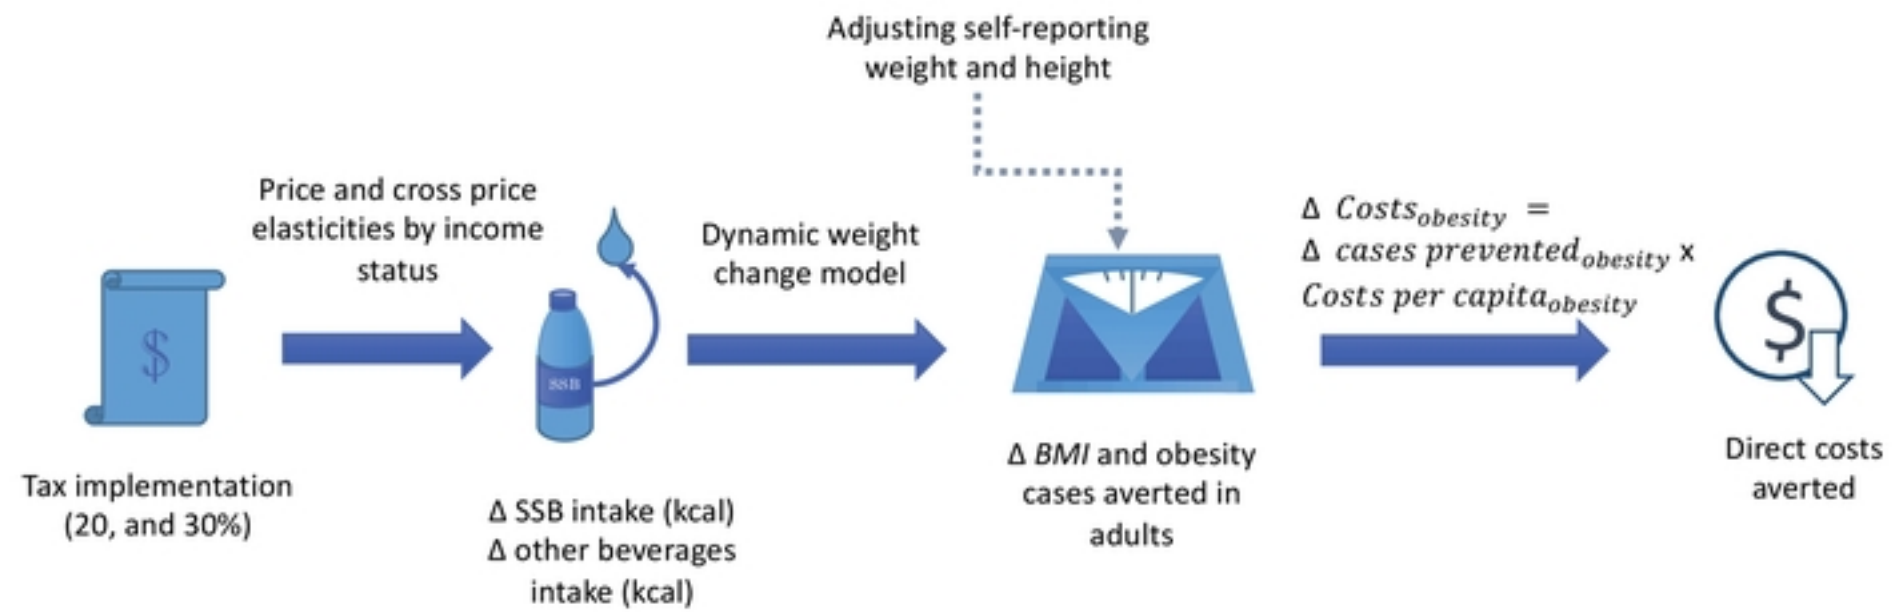 Adjusting self-reporting
weight and height
Price and cross price
elasticities by income
status
Dynamic weight
change model
Δ Costs_obesity =
Δ cases prevented_obesity x
Costs per capita_obesity
$
SSB
$
Tax implementation
(20, and 30%)
Δ SSB intake (kcal)
Δ other beverages
intake (kcal)
Δ BMI and obesity
cases averted in
adults
Direct costs
averted